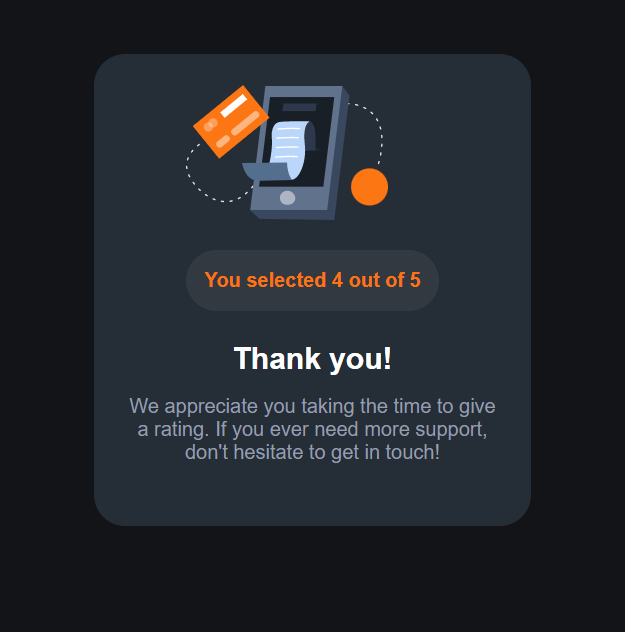 You selected 4 out of 5
Thank you!
We appreciate you taking the time to give
a rating. If you ever need more support,
don't hesitate to get in touch!